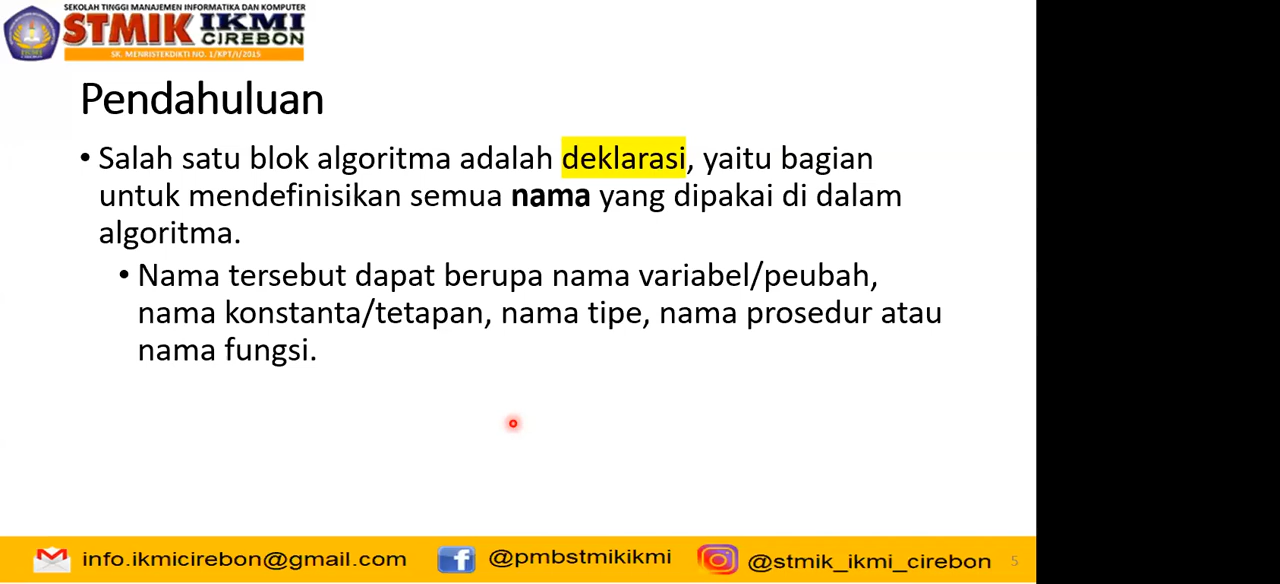 SEKOLAH TINGGI MANAJEMEN INFORMATIKA DAN KOMPUTER
STMIK IKMI
CIREBON
SK. MENRISTEKDIKTI NO. 1/KPT/I/2015
Pendahuluan
• Salah satu blok algoritma adalah deklarasi, yaitu bagian
untuk mendefinisikan semua nama yang dipakai di dalam
algoritma.
• Nama tersebut dapat berupa nama variabel/peubah,
nama konstanta/tetapan, nama tipe, nama prosedur atau
nama fungsi.
info.ikmicirebon@gmail.com @pmbstmikikmi @stmik_ikmi_cirebon 5